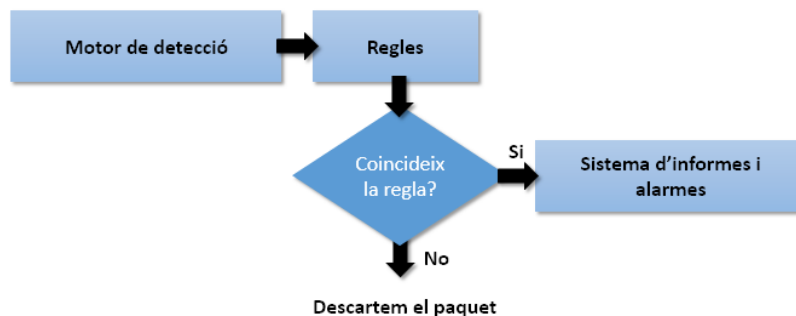 Motor de detecció
Regles
Coincideix
la regla?
Si
Sistema d’informes i
alarmes
No
Descartem el paquet